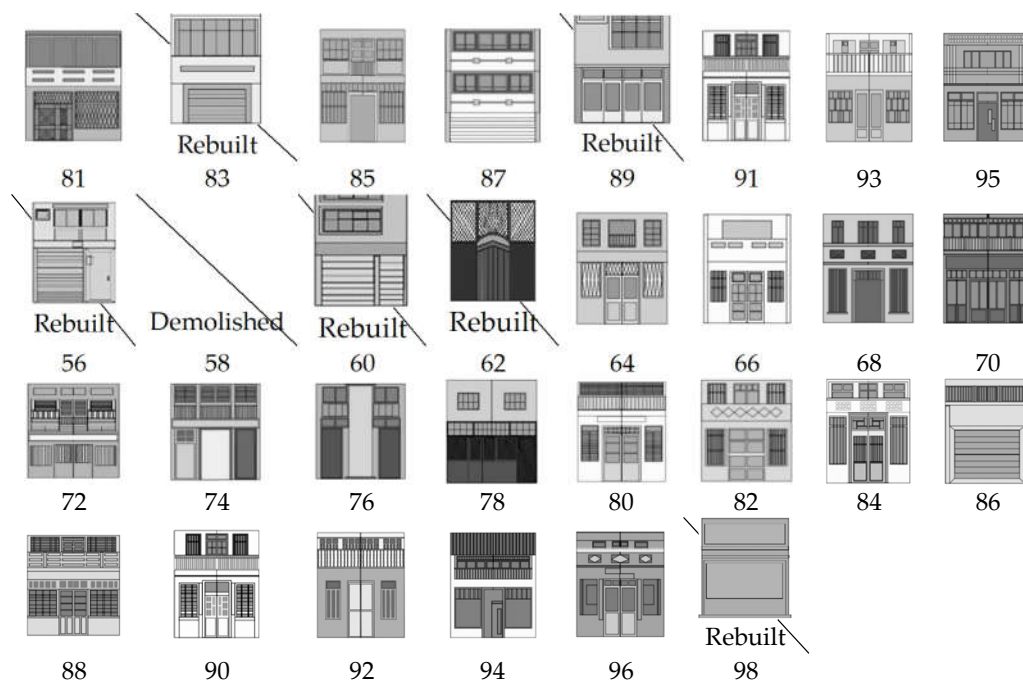 Rebuilt Rebuilt
81 83 85 87 89 91 93 95
Rebuilt Demolished Rebuilt Rebuilt
56 58 60 62 64 66 68 70
72 74 76 78 80 82 84 86
Rebuilt
88 90 92 94 96 98